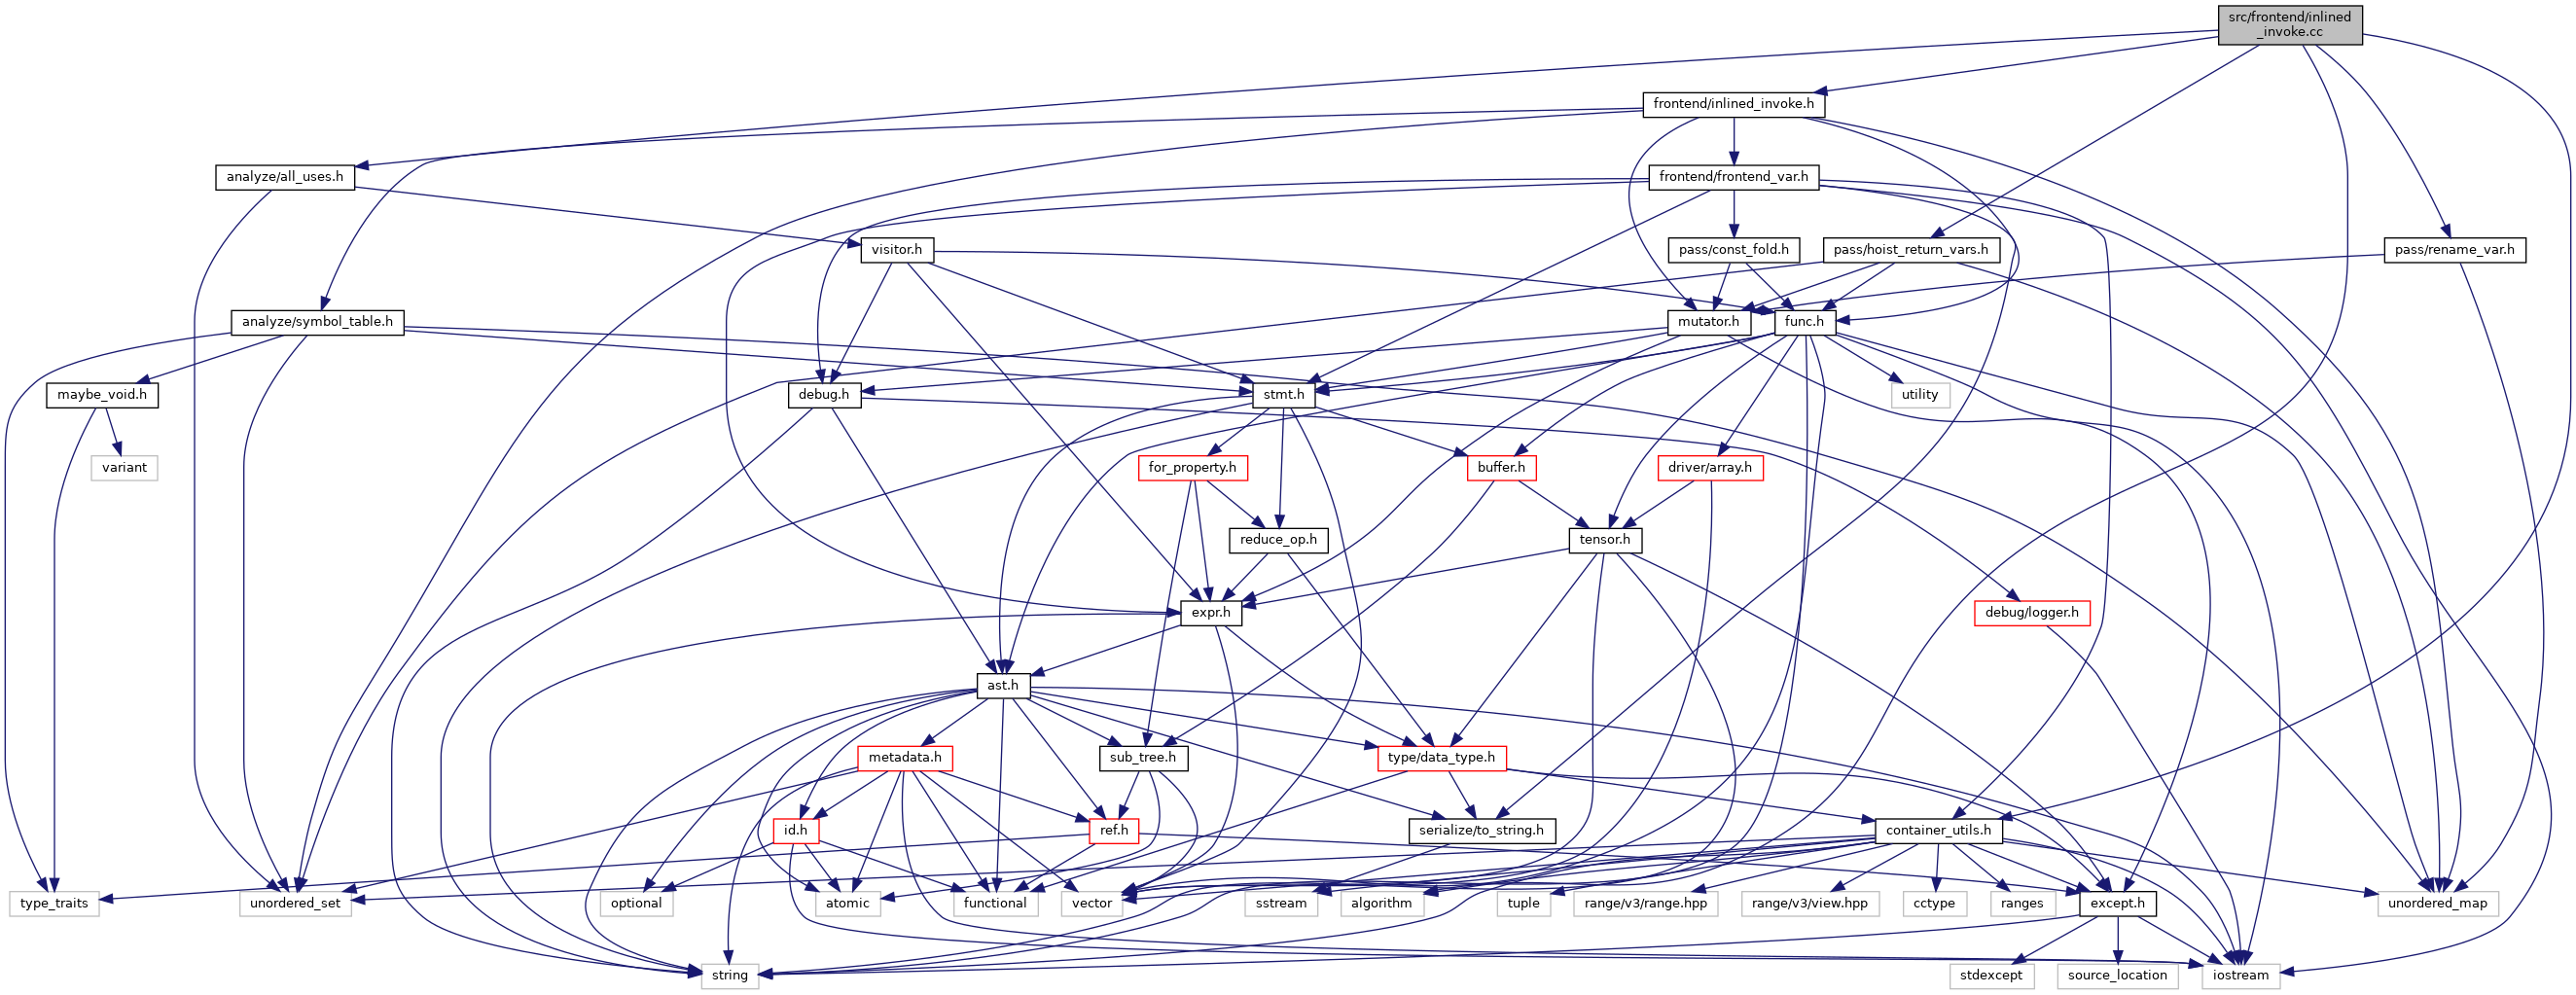 src/frontend/inlined
_invoke.cc
frontend/inlined_invoke.h
analyze/all_uses.h
frontend/frontend_var.h
visitor.h
pass/const_fold.h
pass/hoist_return_vars.h
pass/rename_var.h
analyze/symbol_table.h
mutator.h
func.h
maybe_void.h
debug.h
stmt.h
utility
variant
for_property.h
buffer.h
driver/array.h
reduce_op.h
tensor.h
expr.h
debug/logger.h
ast.h
metadata.h
sub_tree.h
type/data_type.h
id.h
ref.h
serialize/to_string.h
container_utils.h
type_traits
unordered_set
optional
atomic
functional
vector
sstream
algorithm
tuple
range/v3/range.hpp
range/v3/view.hpp
cctype
ranges
except.h
unordered_map
string
stdexcept
source_location
iostream